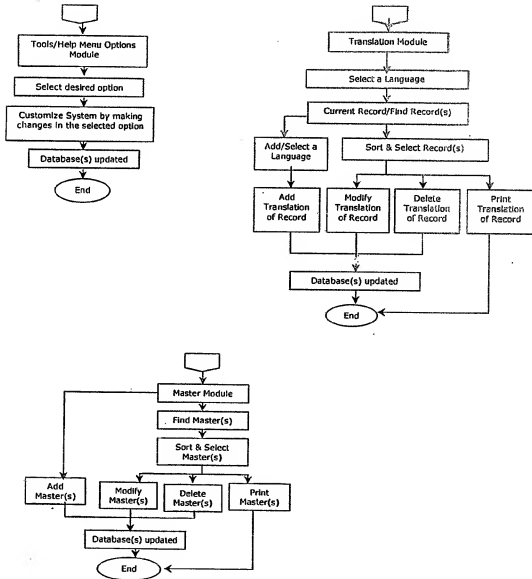 Tools/Help Menu Options
Module
Select desired option
Customize System by making
changes in the selected option
Database(s) updated
End
Translation Module
Select a Language
Current Record/Find Record(s)
Add/Select a
Language
Sort & Select Record(s)
Add
Translation
of Record
Modify
Translation
of Record
Delete
Translation
of Record
Print
Translation
of Record
Database(s) updated
End
Master Module
Find Master(s)
Sort & Select
Master(s)
Add
Master(s)
Modify
Master(s)
Delete
Master(s)
Print
Master(s)
Database(s) updated
End